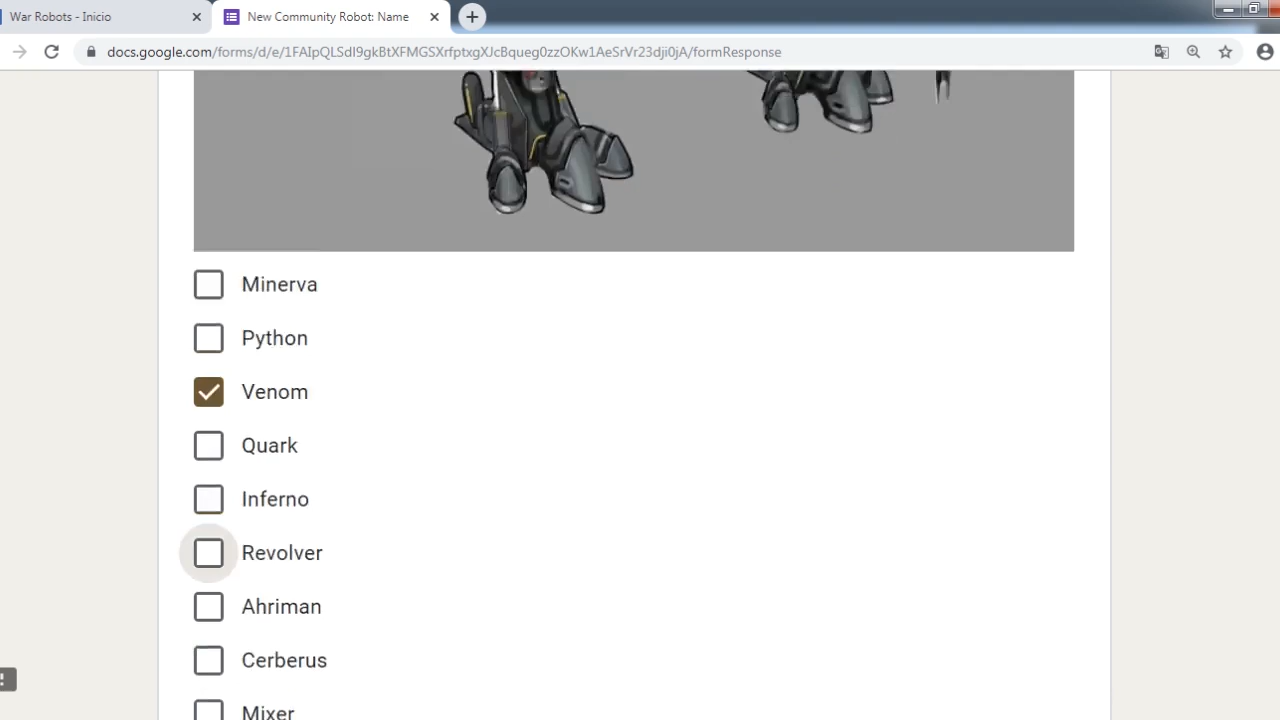 War Robots - Inicio
New Community Robot: Name
docs.google.com/forms/d/e/1FAIpQLSdI9gkBtXFMGSXrfptxgXJcBqueg0zzOKw1AeSrVr23dji0jA/formResponse
Minerva
Python
Venom
Quark
Inferno
Revolver
Ahriman
Cerberus
Mixer